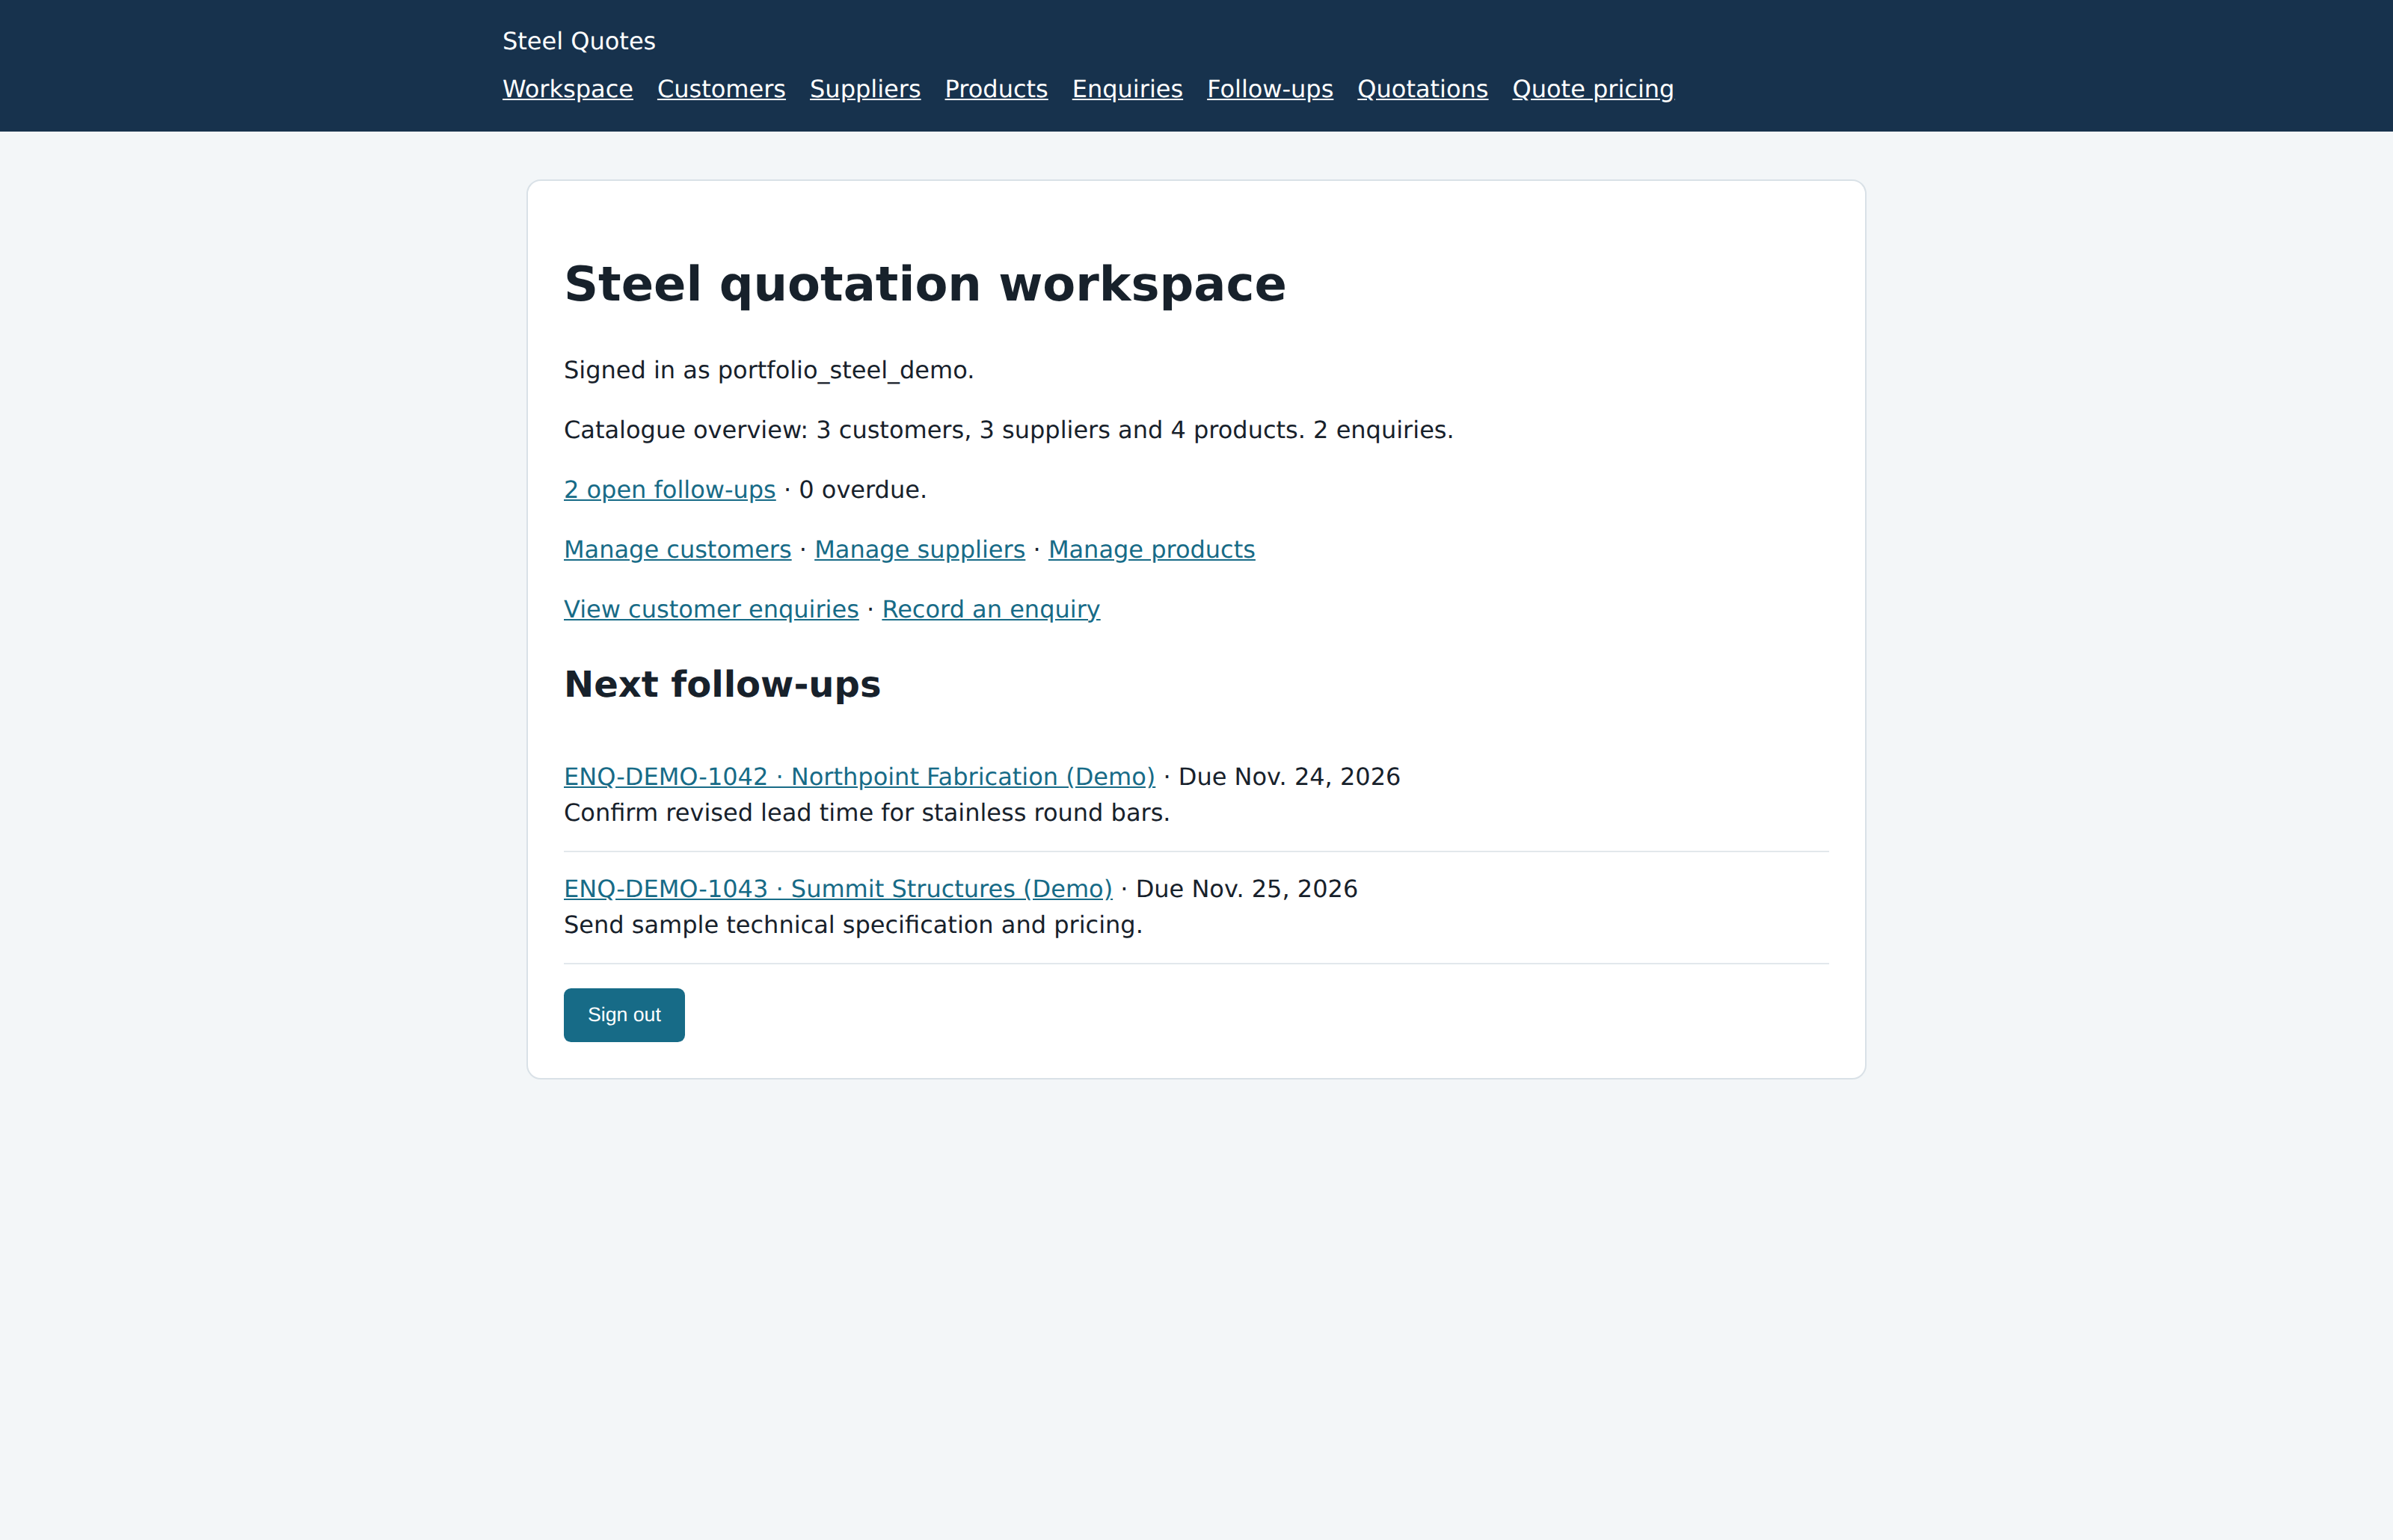 Steel Quotes
Workspace Customers Suppliers Products Enquiries Follow-ups Quotations Quote pricing
Steel quotation workspace
Signed in as portfolio_steel_demo.
Catalogue overview: 3 customers, 3 suppliers and 4 products. 2 enquiries.
2 open follow-ups · 0 overdue.
Manage customers · Manage suppliers · Manage products
View customer enquiries · Record an enquiry
Next follow-ups
ENQ-DEMO-1042 · Northpoint Fabrication (Demo) · Due Nov. 24, 2026
Confirm revised lead time for stainless round bars.
ENQ-DEMO-1043 · Summit Structures (Demo) · Due Nov. 25, 2026
Send sample technical specification and pricing.
Sign out